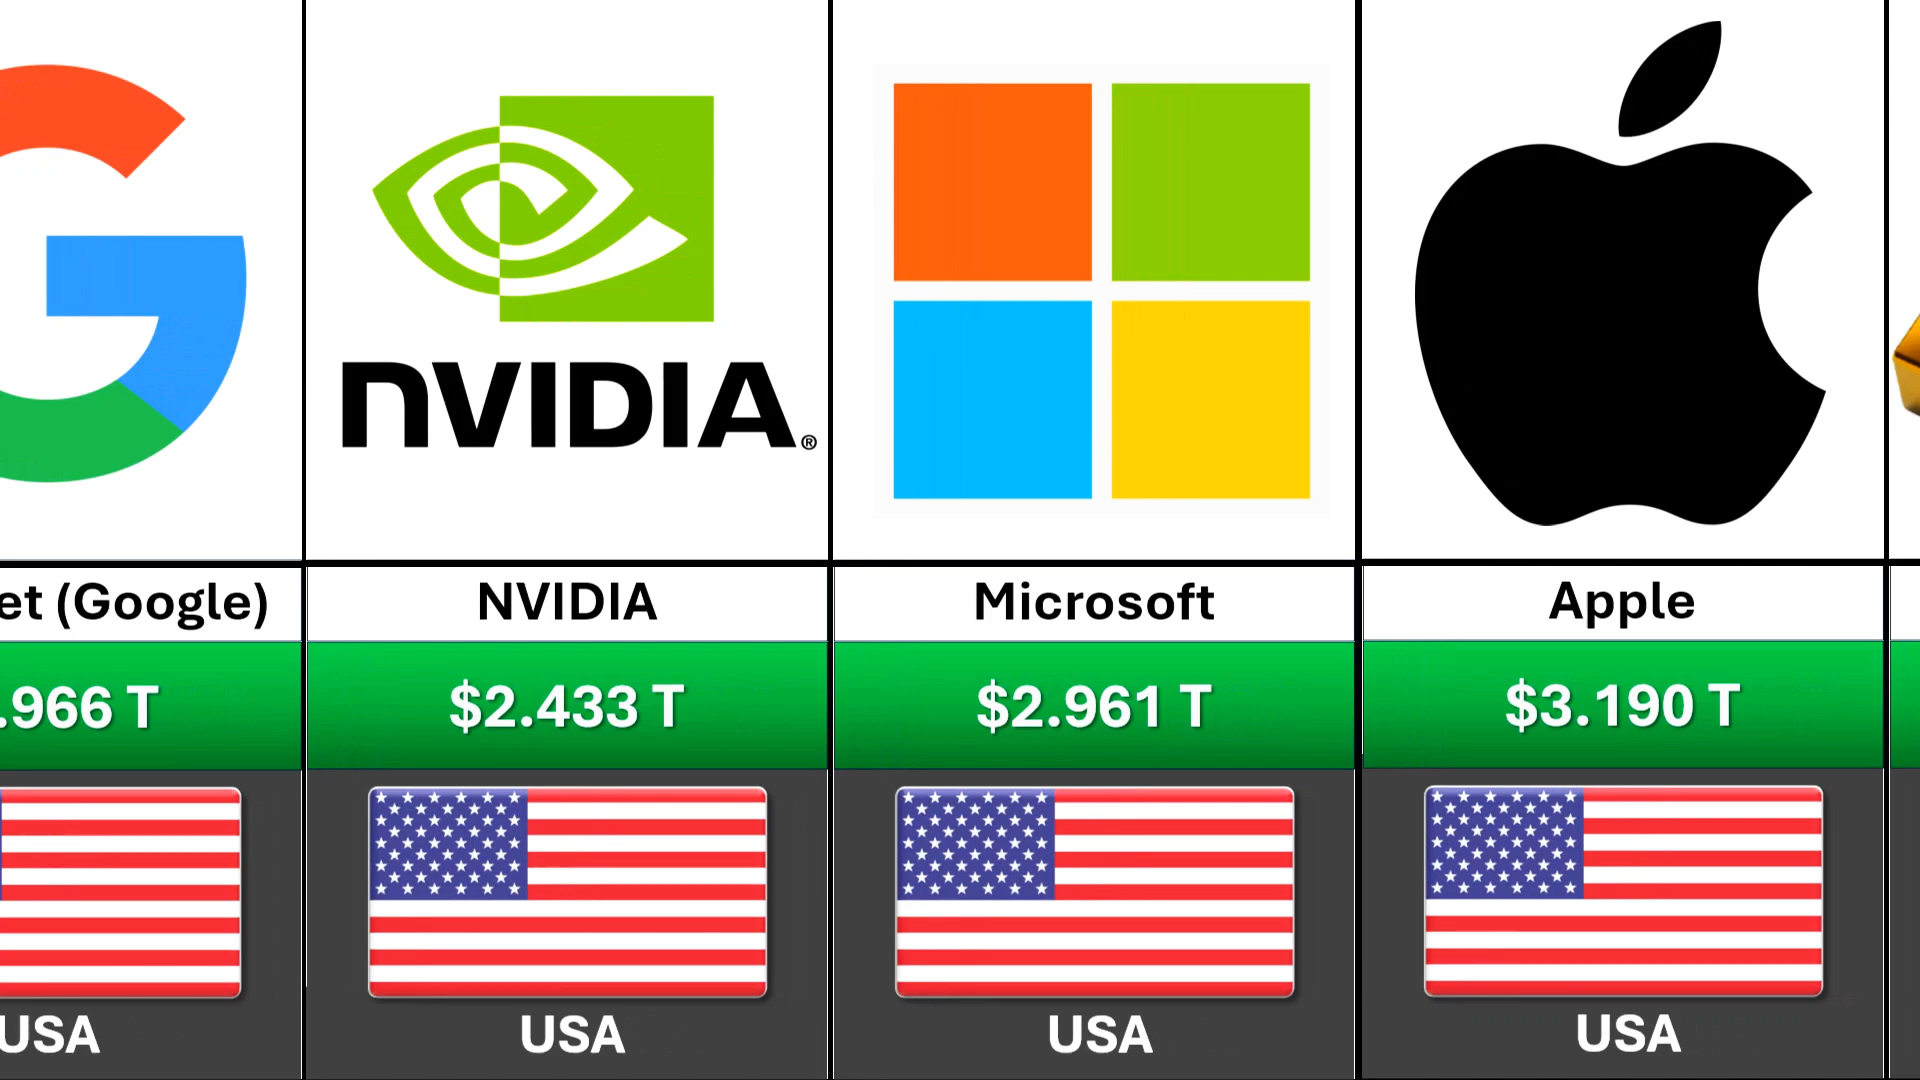 NVIDIA®
et (Google)
NVIDIA
Microsoft
Apple
.966 T
$2.433 T
$2.961 T
$3.190 T
USA
USA
USA
USA